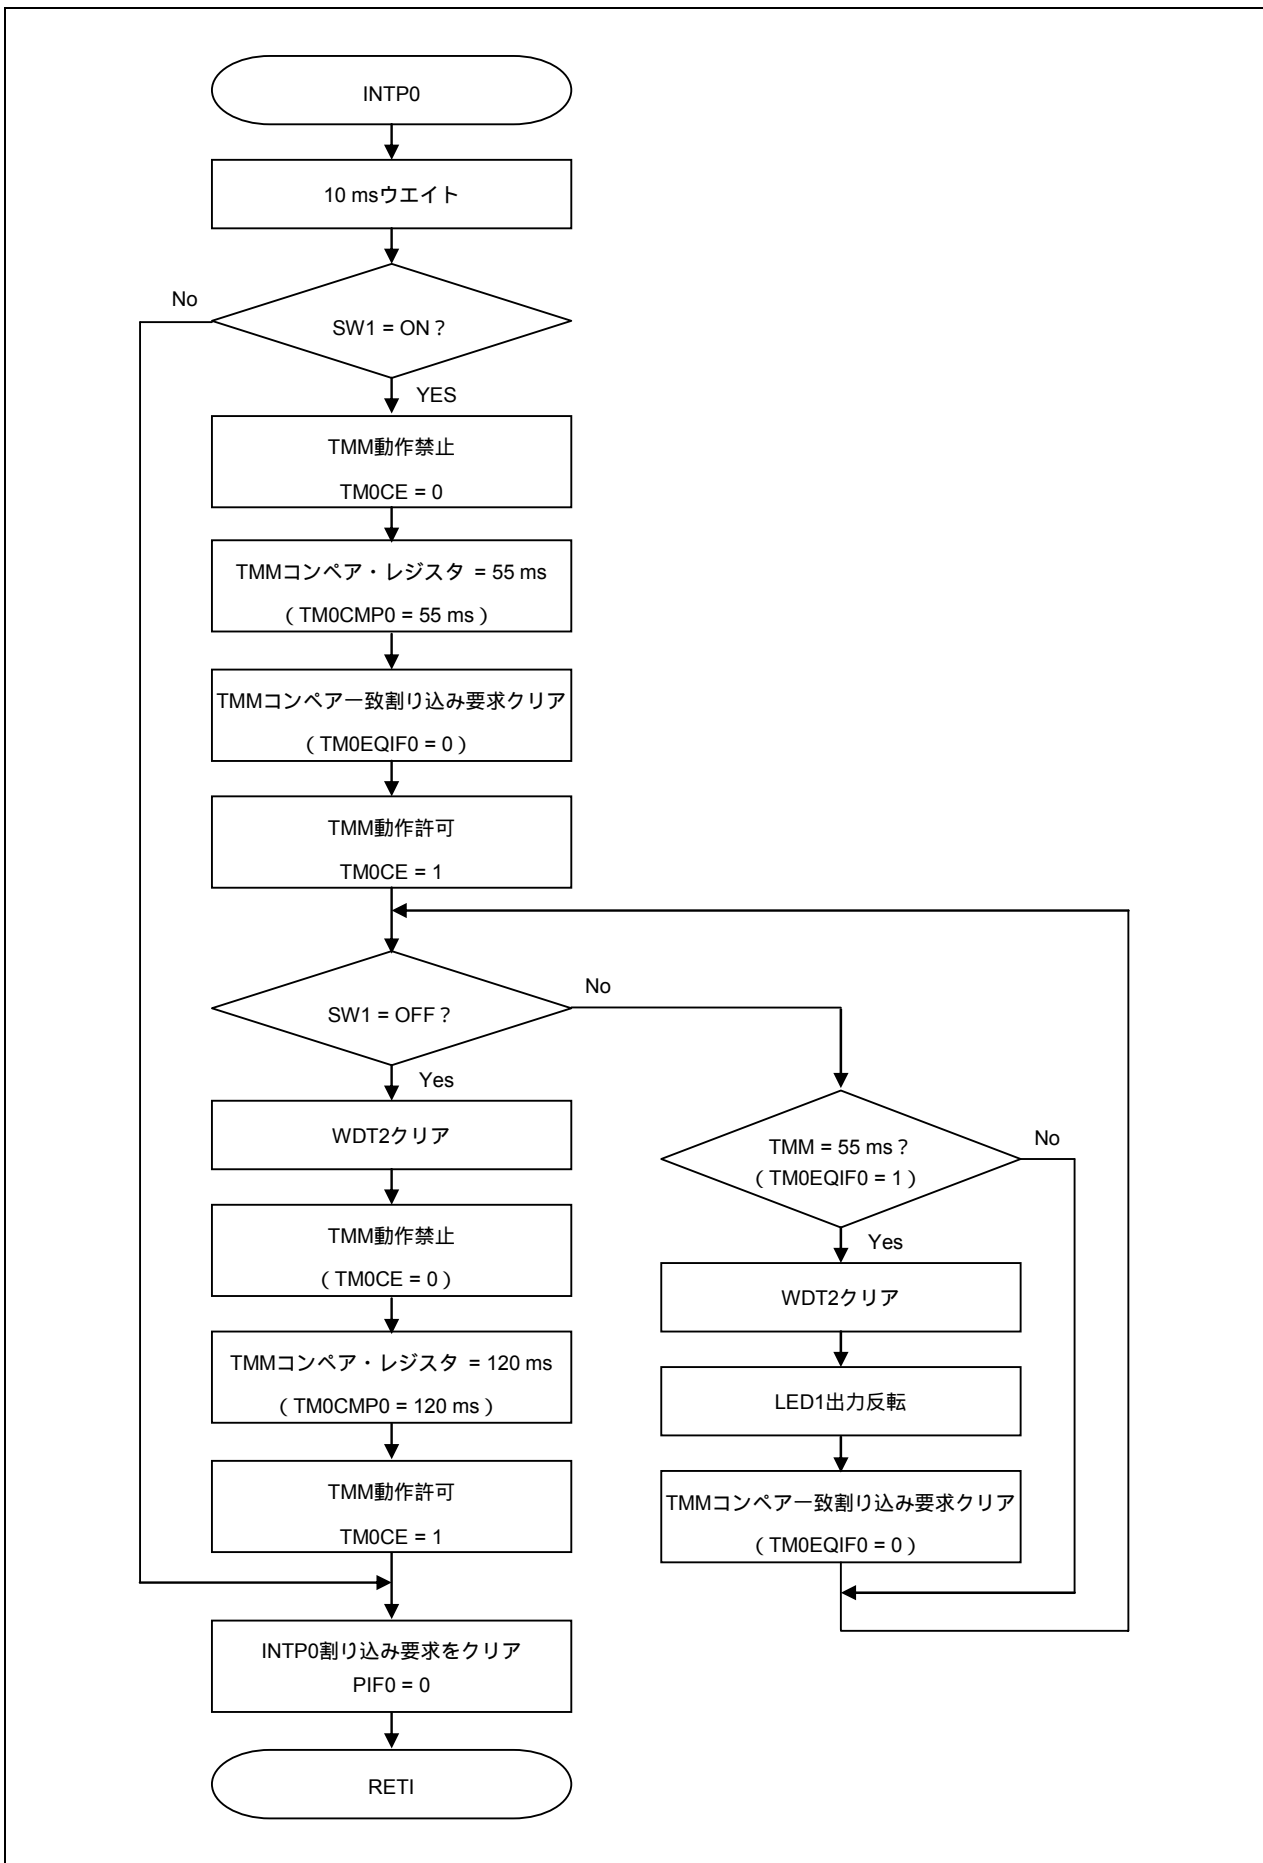 INTP0
10 msウエイト
No
SW1 = ON？
YES
TMM動作禁止
TM0CE = 0
TMMコンペア・レジスタ = 55 ms
（TM0CMP0 = 55 ms）
TMMコンペア一致割り込み要求クリア
（TM0EQIF0 = 0）
TMM動作許可
TM0CE = 1
SW1 = OFF？
No
Yes
WDT2クリア
TMM動作禁止
（TM0CE = 0）
TMMコンペア・レジスタ = 120 ms
（TM0CMP0 = 120 ms）
TMM動作許可
TM0CE = 1
TMM = 55 ms？
（TM0EQIF0 = 1）
No
Yes
WDT2クリア
LED1出力反転
TMMコンペア一致割り込み要求クリア
（TM0EQIF0 = 0）
INTP0割り込み要求をクリア
PIF0 = 0
RETI